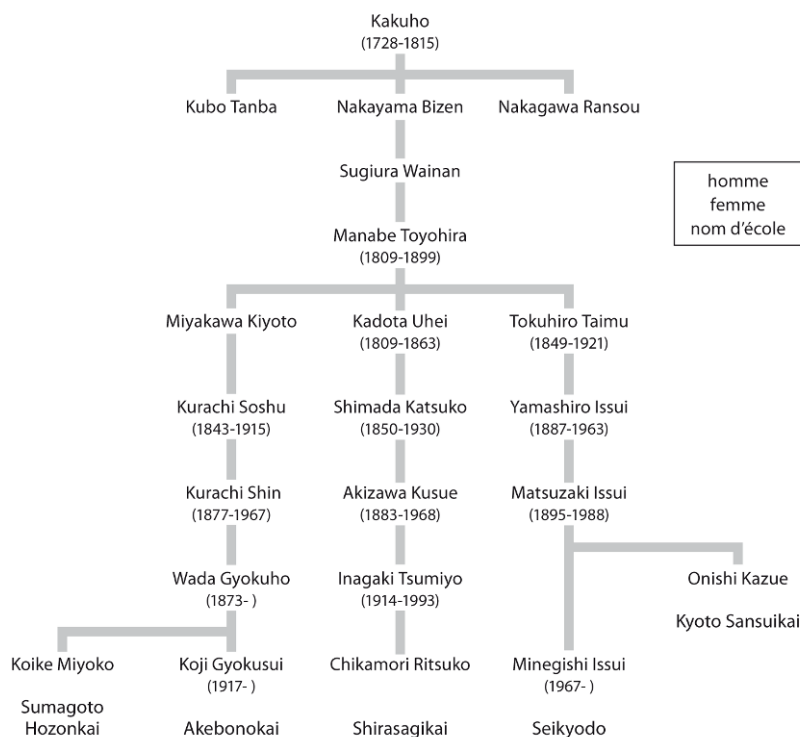 Kakuho
(1728-1815)
Kubo Tanba
Nakayama Bizen
Nakagawa Ransou
Sugiura Wainan
homme
femme
nom d'école
Manabe Toyohira
(1809-1899)
Miyakawa Kiyoto
Kadota Uhei
(1809-1863)
Tokuhiro Taimu
(1849-1921)
Kurachi Soshu
(1843-1915)
Shimada Katsuko
(1850-1930)
Yamashiro Issui
(1887-1963)
Kurachi Shin
(1877-1967)
Akizawa Kusue
(1883-1968)
Matsuzaki Issui
(1895-1988)
Wada Gyokuho
(1873- )
Inagaki Tsumiyo
(1914-1993)
Onishi Kazue
Kyoto Sansuikai
Koike Miyoko
Koji Gyokusui
(1917- )
Chikamori Ritsuko
Minegishi Issui
(1967- )
Sumagoto
Hozonkai
Akebonokai
Shirasagikai
Seikyodo